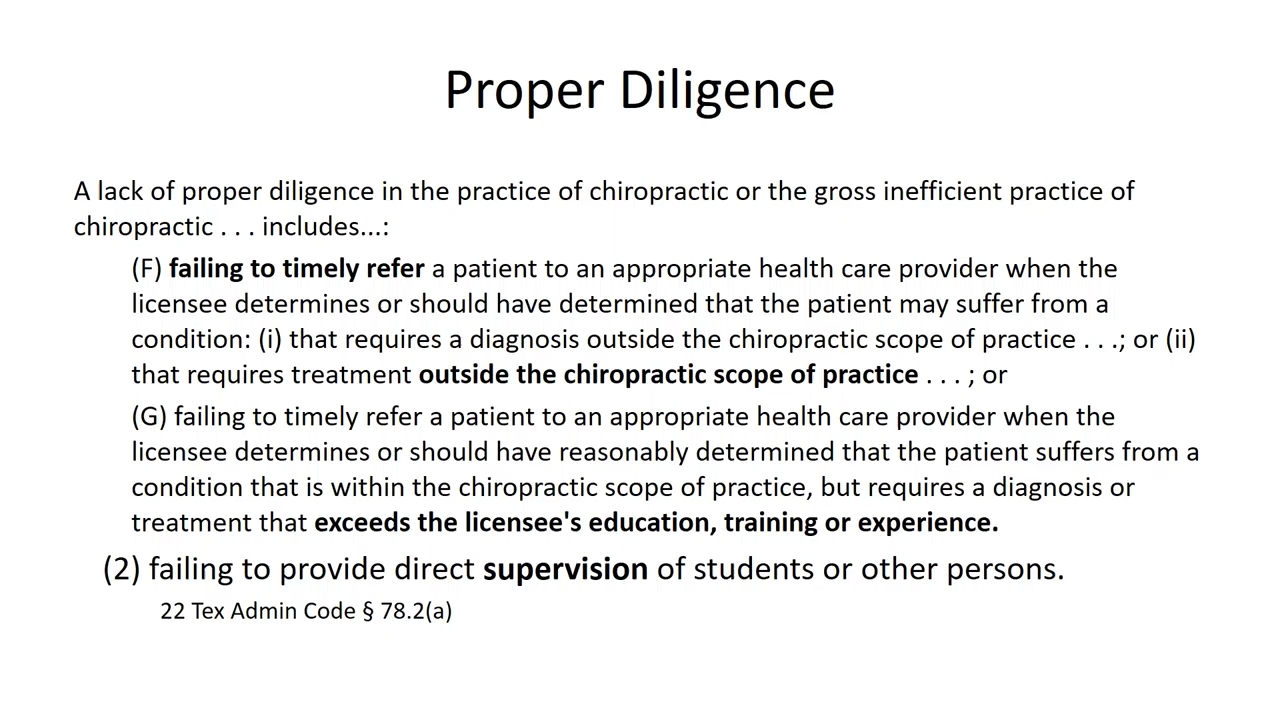 Proper Diligence
A lack of proper diligence in the practice of chiropractic or the gross inefficient practice of
chiropractic . . . includes...:
(F) failing to timely refer a patient to an appropriate health care provider when the
licensee determines or should have determined that the patient may suffer from a
condition: (i) that requires a diagnosis outside the chiropractic scope of practice . . .; or (ii)
that requires treatment outside the chiropractic scope of practice . . . ; or
(G) failing to timely refer a patient to an appropriate health care provider when the
licensee determines or should have reasonably determined that the patient suffers from a
condition that is within the chiropractic scope of practice, but requires a diagnosis or
treatment that exceeds the licensee's education, training or experience.
(2) failing to provide direct supervision of students or other persons.
22 Tex Admin Code § 78.2(a)